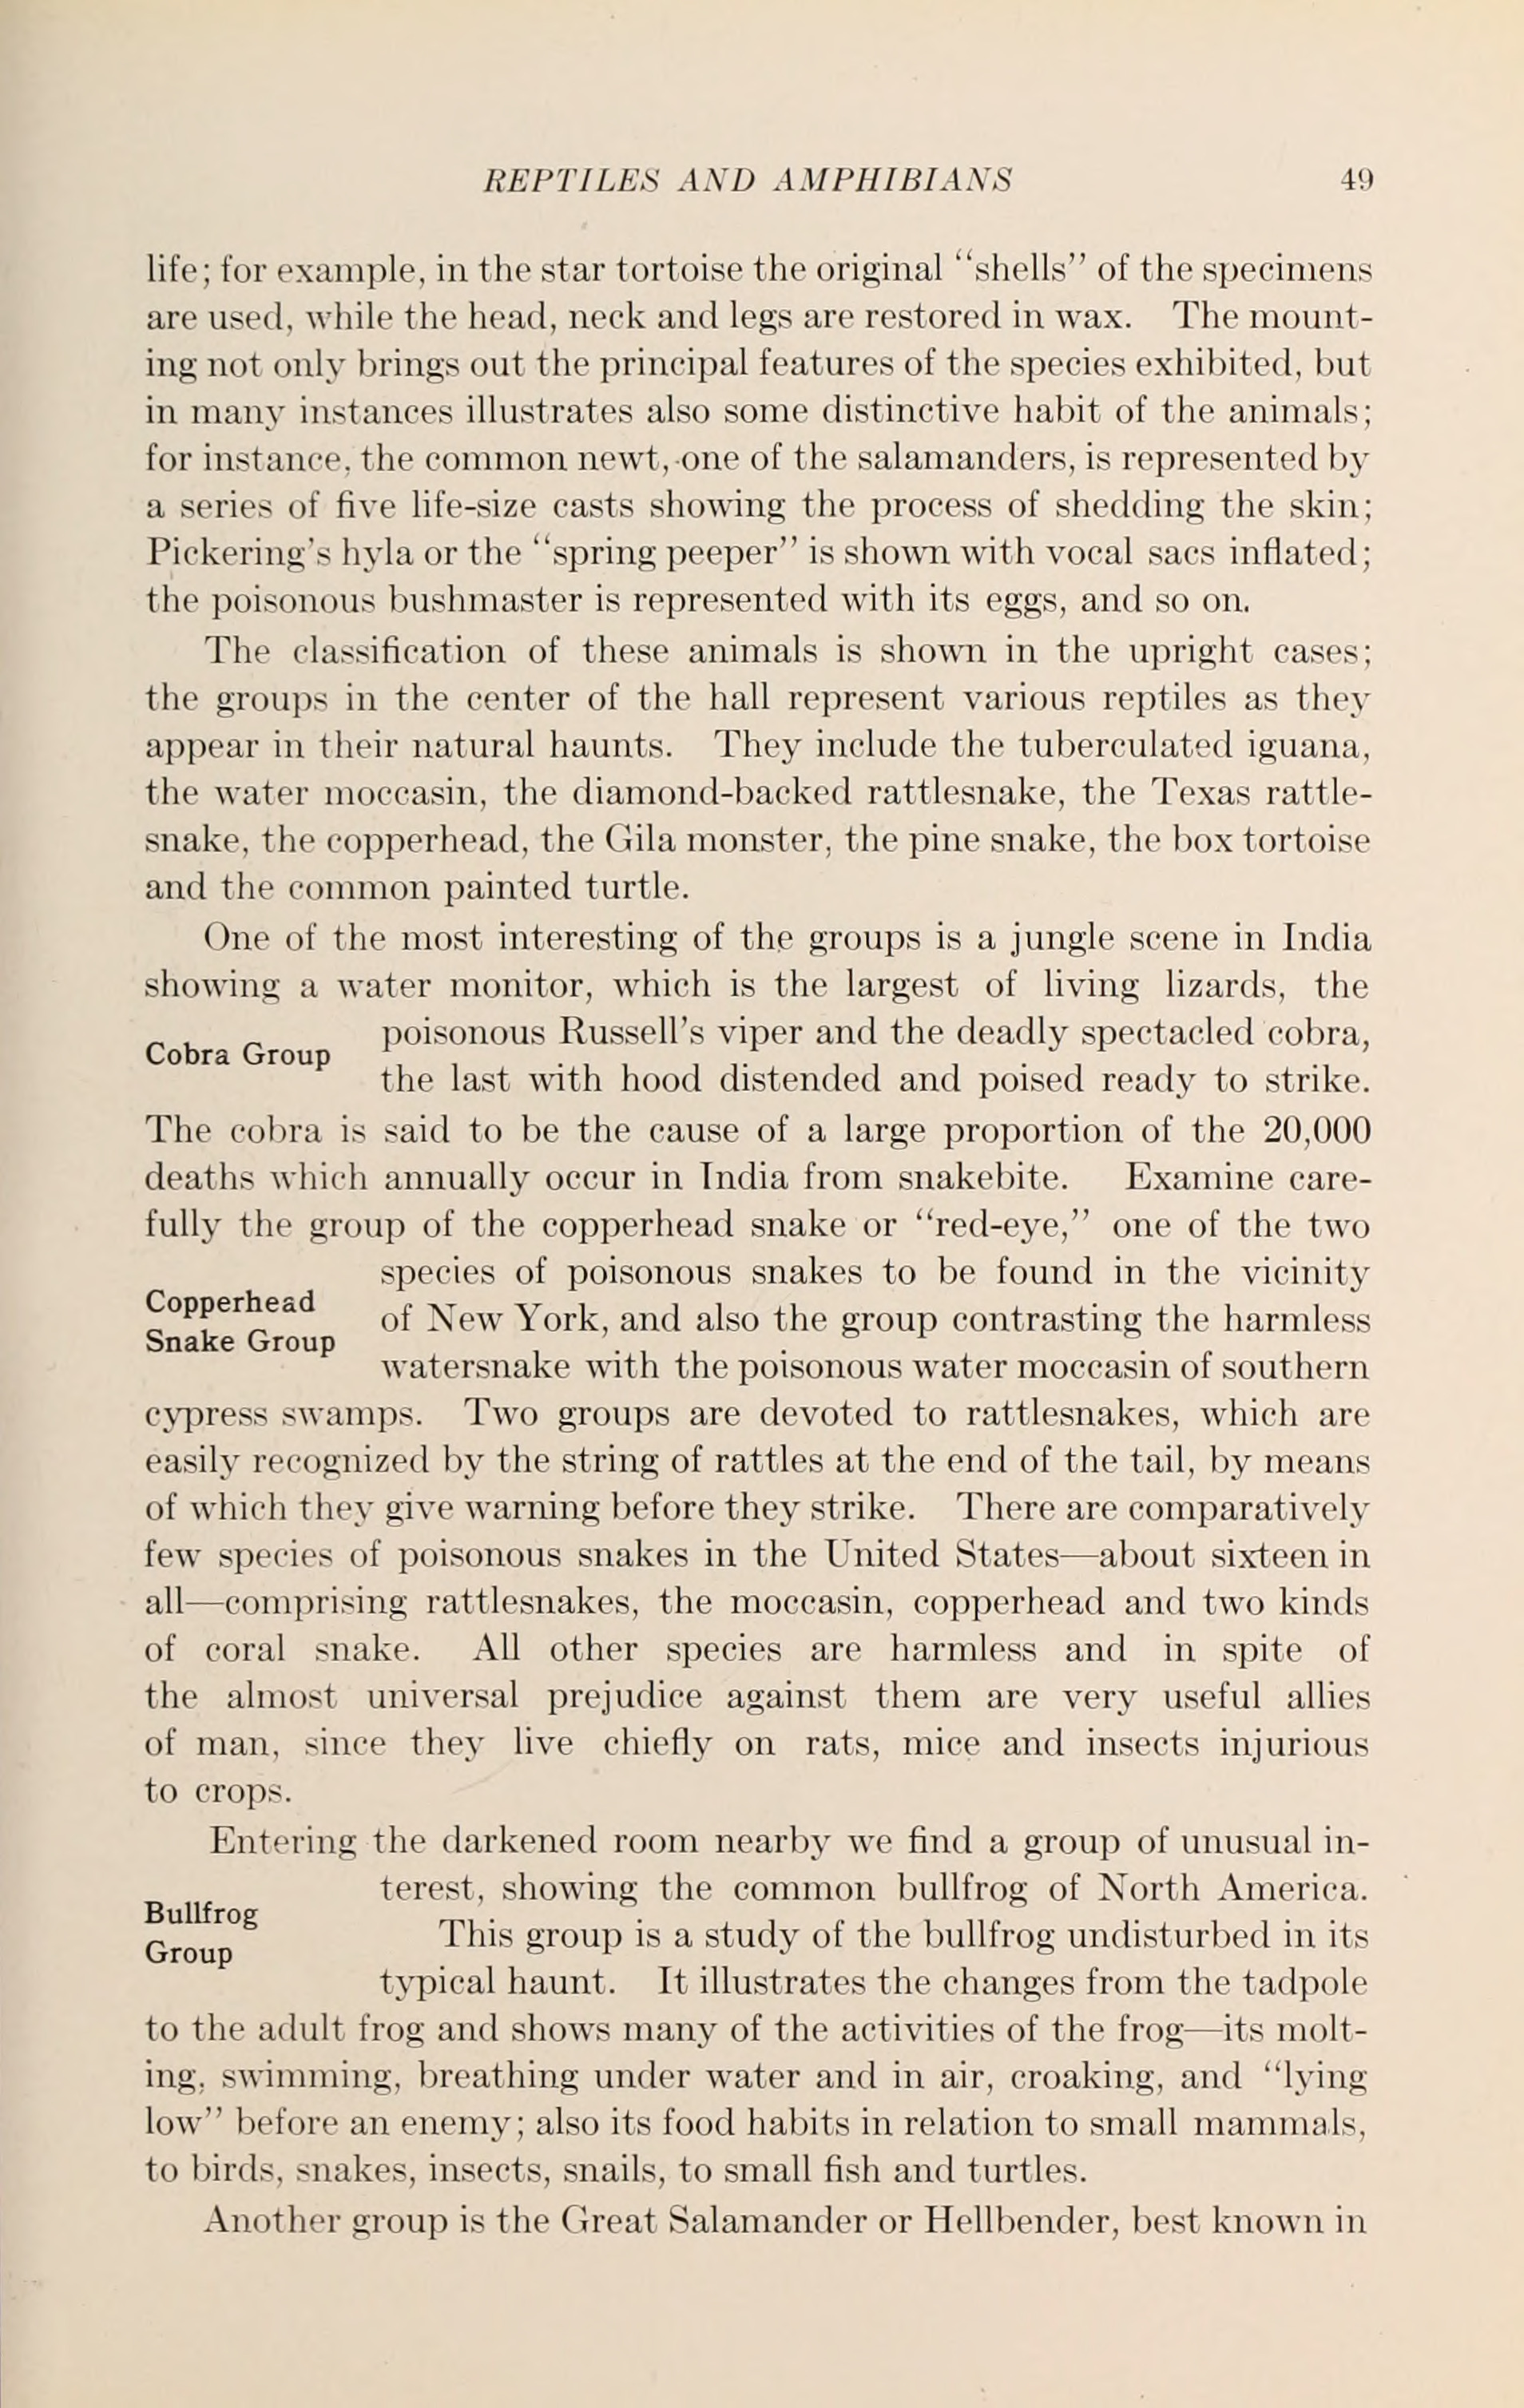 REPTILES AND AMPHIBIANS 49
life; for example, in the star tortoise the original “shells” of the specimens
are used, while the head, neck and legs are restored in wax. The mount-
ing not only brings out the principal features of the species exhibited, but
in many instances illustrates also some distinctive habit of the animals;
for instance, the common newt, one of the salamanders, is represented by
a series of five life-size casts showing the process of shedding the skin;
Pickering’s hyla or the “spring peeper” is shown with vocal sacs inflated;
the poisonous bushmaster is represented with its eggs, and so on.
The classification of these animals is shown in the upright cases;
the groups in the center of the hall represent various reptiles as they
appear in their natural haunts. They include the tuberculated iguana,
the water moccasin, the diamond-backed rattlesnake, the Texas rattle-
snake, the copperhead, the Gila monster, the pine snake, the box tortoise
and the common painted turtle.
One of the most interesting of the groups is a jungle scene in India
showing a water monitor, which is the largest of living lizards, the
Cobra Group
poisonous Russell’s viper and the deadly spectacled cobra,
the last with hood distended and poised ready to strike.
The cobra is said to be the cause of a large proportion of the 20,000
deaths which annually occur in India from snakebite. Examine care-
fully the group of the copperhead snake or “red-eye,” one of the two
Copperhead
Snake Group
species of poisonous snakes to be found in the vicinity
of New York, and also the group contrasting the harmless
watersnake with the poisonous water moccasin of southern
cypress swamps. Two groups are devoted to rattlesnakes, which are
easily recognized by the string of rattles at the end of the tail, by means
of which they give warning before they strike. There are comparatively
few species of poisonous snakes in the United States—about sixteen in
all—comprising rattlesnakes, the moccasin, copperhead and two kinds
of coral snake. All other species are harmless and in spite of
the almost universal prejudice against them are very useful allies
of man, since they live chiefly on rats, mice and insects injurious
to crops.
Entering the darkened room nearby we find a group of unusual in-
Bullfrog
Group
terest, showing the common bullfrog of North America.
This group is a study of the bullfrog undisturbed in its
typical haunt. It illustrates the changes from the tadpole
to the adult frog and shows many of the activities of the frog—its molt-
ing, swimming, breathing under water and in air, croaking, and “lying
low” before an enemy; also its food habits in relation to small mammals,
to birds, snakes, insects, snails, to small fish and turtles.
Another group is the Great Salamander or Hellbender, best known in